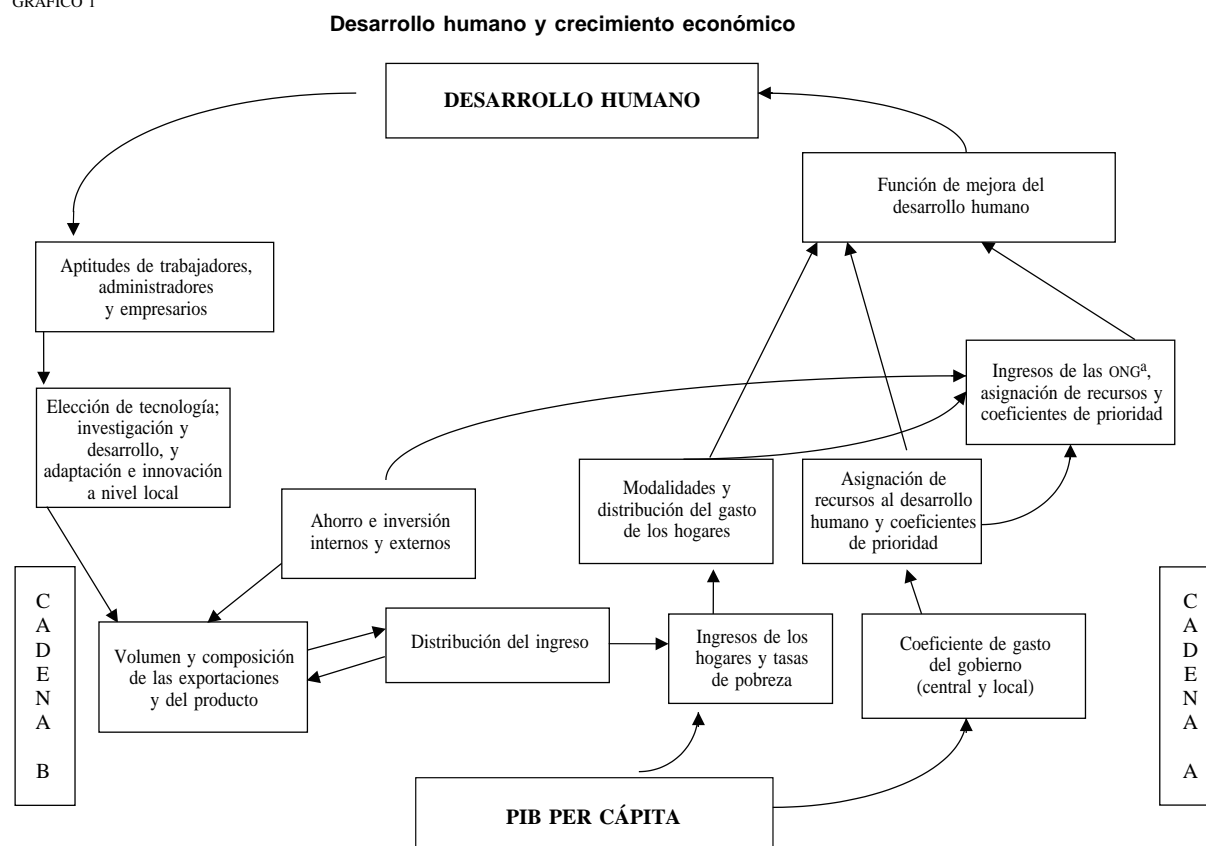 GRÁFICO 1
Desarrollo humano y crecimiento económico
DESARROLLO HUMANO
Función de mejora del
desarrollo humano
Aptitudes de trabajadores,
administradores
y empresarios
Ingresos de las ONGa,
asignación de recursos y
coeficientes de prioridad
Elección de tecnología;
investigación y
desarrollo, y
adaptación e innovación
a nivel local
Ahorro e inversión
internos y externos
Modalidades y
distribución del gasto
de los hogares
Asignación de
recursos al desarrollo
humano y coeficientes
de prioridad
C
A
D
E
N
A
B
Volumen y composición
de las exportaciones
y del producto
Distribución del ingreso
Ingresos de los
hogares y tasas
de pobreza
Coeficiente de gasto
del gobierno
(central y local)
C
A
D
E
N
A
A
PIB PER CÁPITA